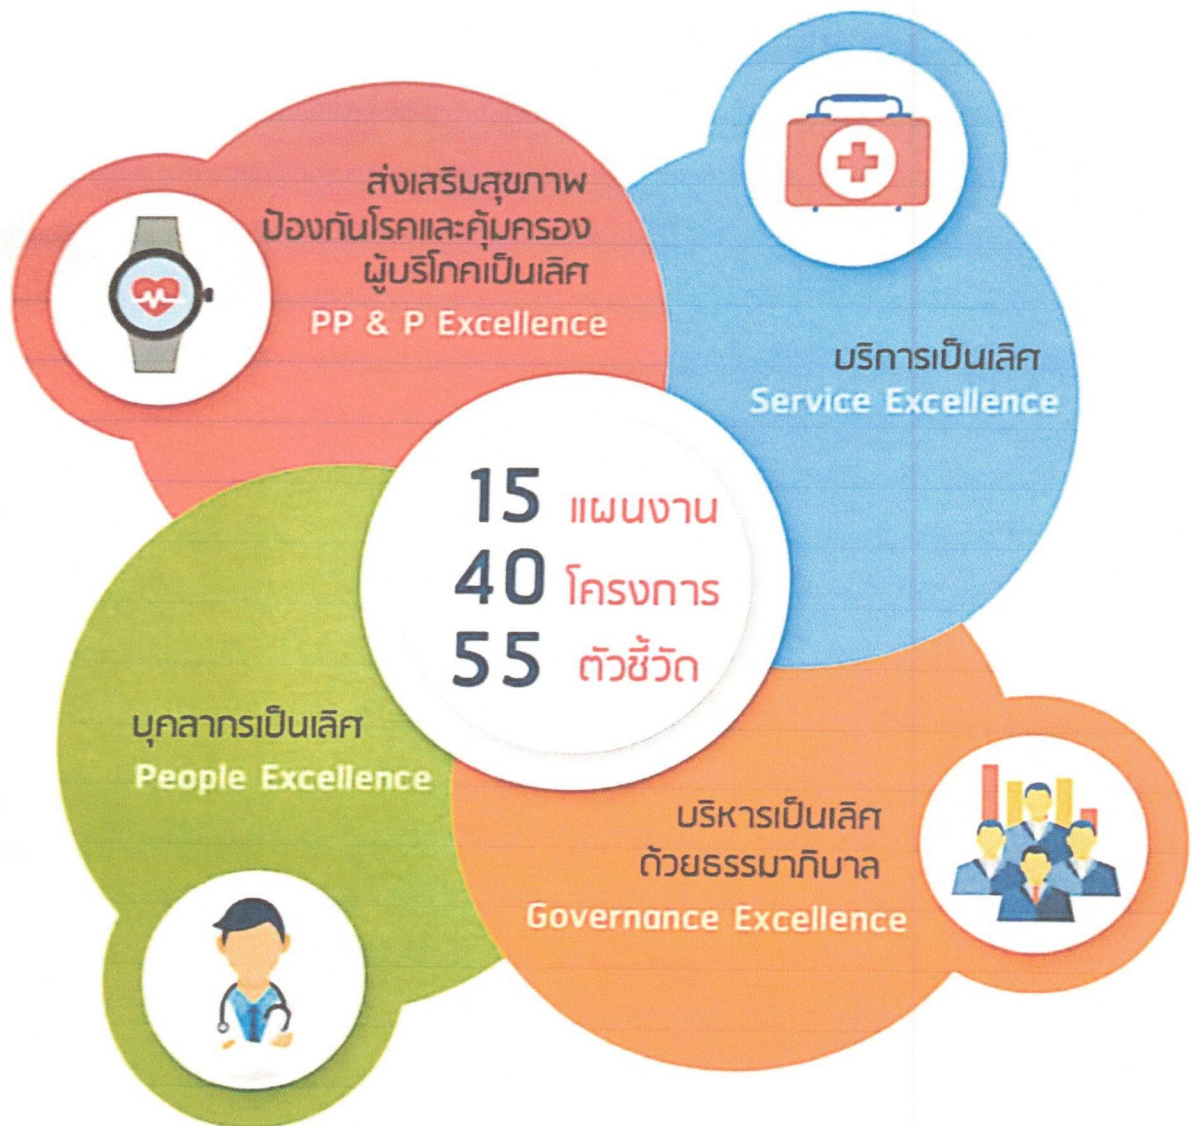 ส่งเสริมสุขภาพ
ป้องกันโรคและคุ้มครอง
ผู้บริโภคเป็นเลิศ
PP & P Excellence
บริการเป็นเลิศ
Service Excellence
15 แผนงาน
40 โครงการ
55 ตัวชี้วัด
บุคลากรเป็นเลิศ
People Excellence
บริหารเป็นเลิศ
ด้วยธรรมาภิบาล
Governance Excellence